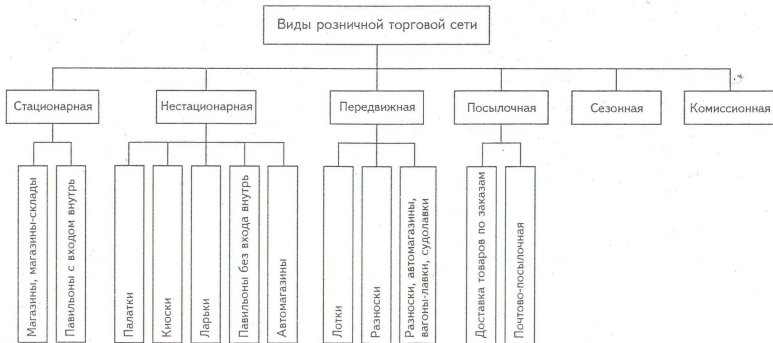 Виды розничной торговой сети
Стационарная
Нестационарная
Передвижная
Посылочная
Сезонная
Комиссионная
Магазины, магазины-склады
Павильоны с входом внутрь
Палатки
Киоски
Ларьки
Павильоны без входа внутрь
Автомагазины
Лотки
Разноски
Разноски, автомагазины,
вагоны-лавки, судолавки
Доставка товаров по заказам
Почтово-посылочная